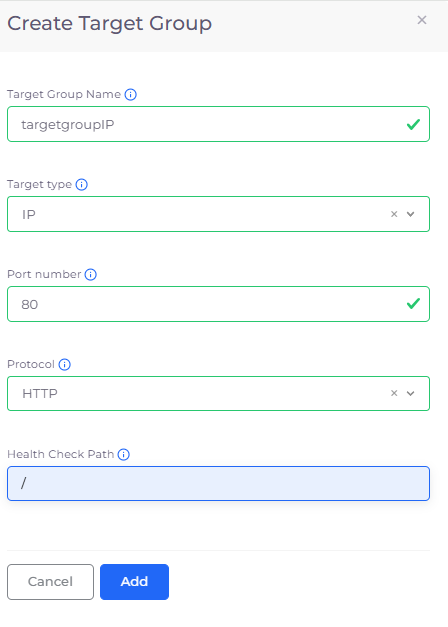 Create Target Group
Target Group Name
targetgroupIP
Target type
IP
Port number
80
Protocol
HTTP
Health Check Path
/
Cancel Add